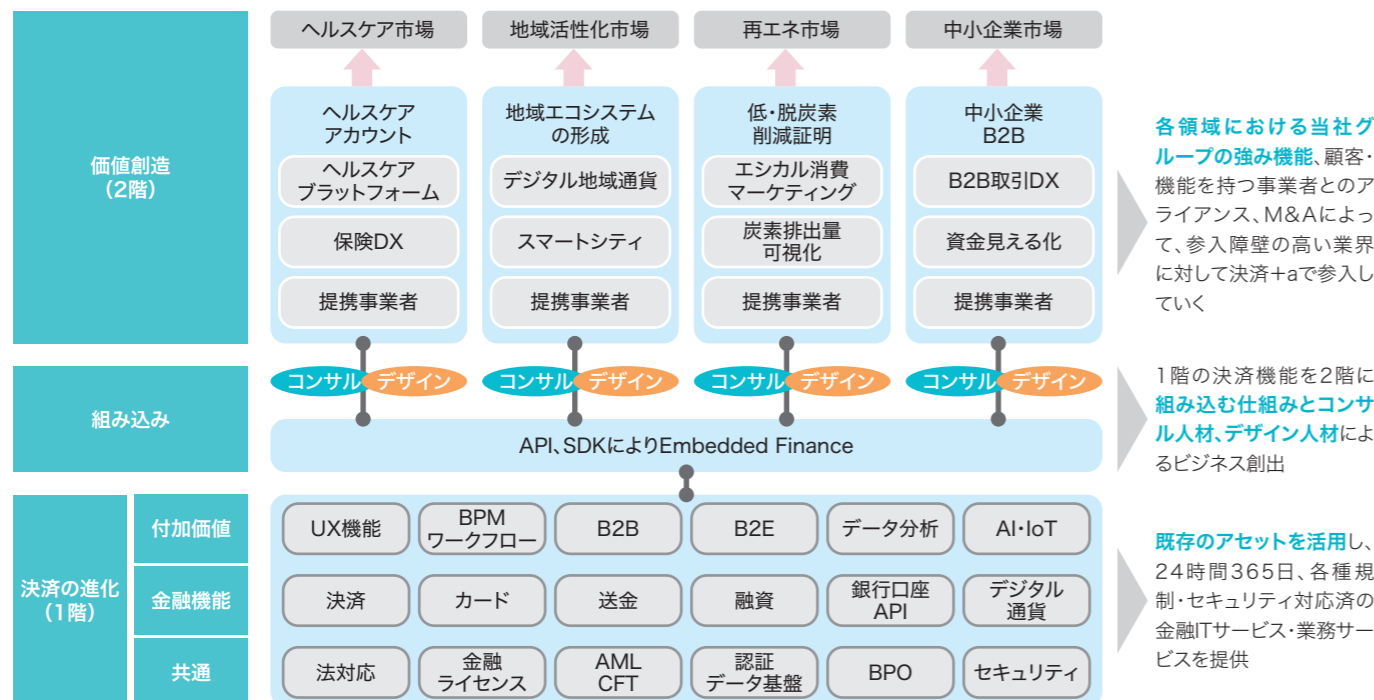 価値創造
(2階)
ヘルスケア市場
地域活性化市場
再エネ市場
中小企業市場
ヘルスケア
アカウント
ヘルスケア
プラットフォーム
保険DX
提携事業者
地域エコシステム
の形成
デジタル地域通貨
スマートシティ
提携事業者
低・脱炭素
削減証明
エシカル消費
マーケティング
炭素排出量
可視化
提携事業者
中小企業
B2B
B2B取引DX
資金見える化
提携事業者
各領域における当社グ
ループの強み機能、顧客・
機能を持つ事業者とのア
ライアンス、M&Aによっ
て、参入障壁の高い業界
に対して決済+aで参入し
ていく
組み込み
コンサル デザイン
コンサル デザイン
コンサル デザイン
コンサル デザイン
API、SDKによりEmbedded Finance
1階の決済機能を2階に
組み込む仕組みとコンサ
ル人材、デザイン人材によ
るビジネス創出
決済の進化
(1階)
付加価値
UX機能
BPM
ワークフロー
B2B
B2E
データ分析
AI・IoT
金融機能
決済
カード
送金
融資
銀行口座
API
デジタル
通貨
共通
法対応
金融
ライセンス
AML
CFT
認証
データ基盤
BPO
セキュリティ
既存のアセットを活用し、
24時間365日、各種規
制・セキュリティ対応済の
金融ITサービス・業務サー
ビスを提供